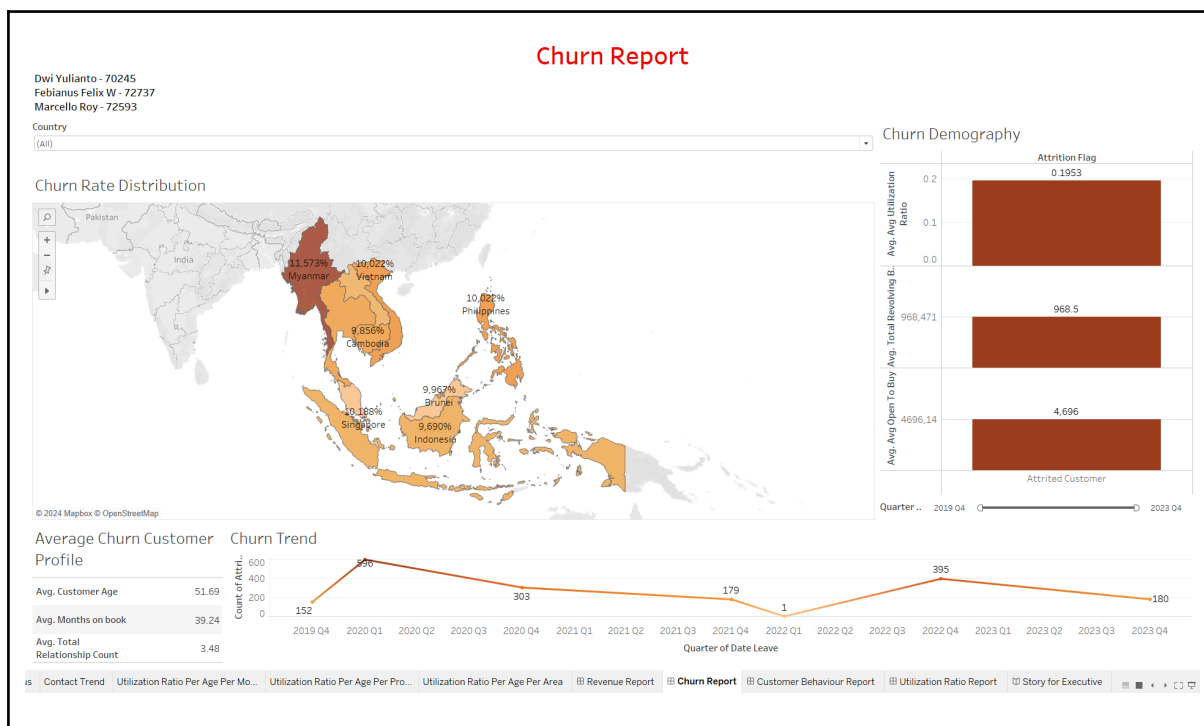 Churn Report
Dwi Yulianto - 70245
Febianus Felix W - 72737
Marcello Roy - 72593
Country
(All)
Churn Rate Distribution
Pakistan
India
11,573%
Myanmar
10,022%
Vietnam
10,022%
Philippines
9,856%
Cambodia
9,967%
Brunei
10,188%
Singapore
9,690%
Indonesia
© 2024 Mapbox © OpenStreetMap
Churn Demography
Attrition Flag
Avg. Avg Utilization
Ratio
0.2
0.1
0.0
0.1953
Avg. Total Revolving B..
968,471
968.5
Avg. Avg Open To Buy
4696,14
4,696
Attrited Customer
Quarter .. 2019 Q4 2023 Q4
Average Churn Customer
Profile
Avg. Customer Age 51.69
Avg. Months on book 39.24
Avg. Total
Relationship Count 3.48
Churn Trend
Count of Attri..
600
400
200
0
152
596
303
179
1
395
180
2019 Q4 2020 Q1 2020 Q2 2020 Q3 2020 Q4 2021 Q1 2021 Q2 2021 Q3 2021 Q4 2022 Q1 2022 Q2 2022 Q3 2022 Q4 2023 Q1 2023 Q2 2023 Q3 2023 Q4
Quarter of Date Leave
Contact Trend Utilization Ratio Per Age Per Mo... Utilization Ratio Per Age Per Pro... Utilization Ratio Per Age Per Area Revenue Report Churn Report Customer Behaviour Report Utilization Ratio Report Story for Executive